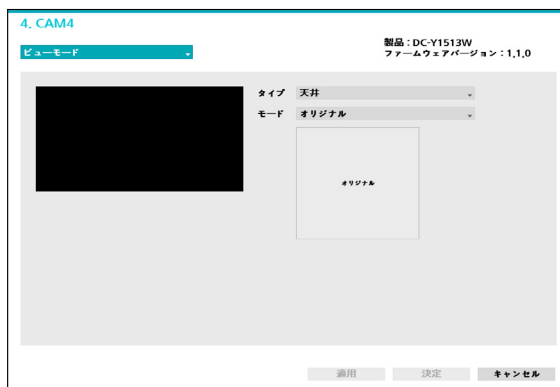 4. CAM4
ビューモード
製品 : DC-Y1513W
ファームウェアバージョン : 1.1.0
タイプ 天井
モード オリジナル
オリジナル
適用 決定 キャンセル